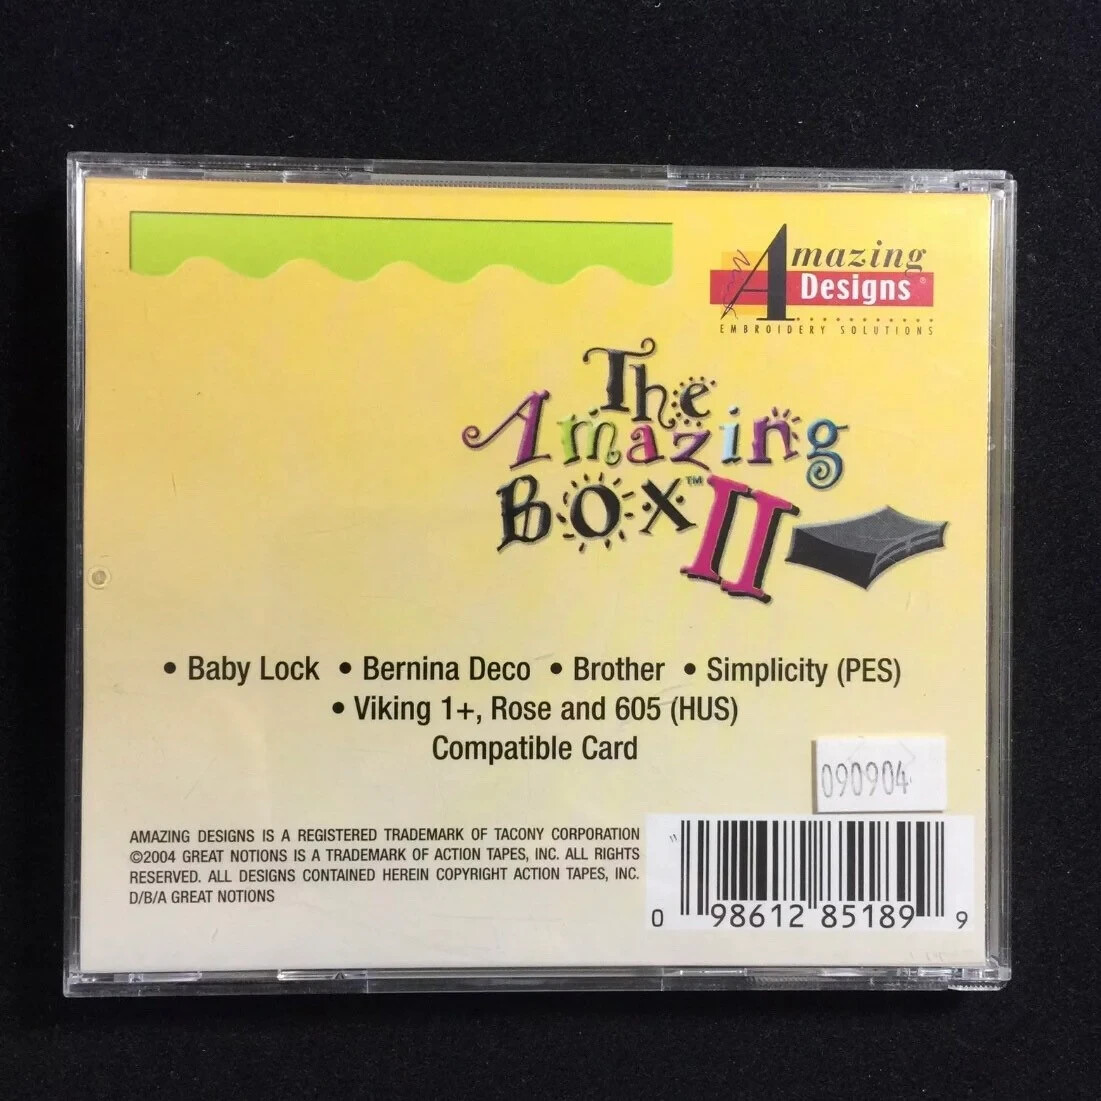 Amazing
Designs®
EMBROIDERY SOLUTIONS
The
Amazing
Box™ II
• Baby Lock • Bernina Deco • Brother • Simplicity (PES)
• Viking 1+, Rose and 605 (HUS)
Compatible Card
090904
AMAZING DESIGNS IS A REGISTERED TRADEMARK OF TACONY CORPORATION
©2004 GREAT NOTIONS IS A TRADEMARK OF ACTION TAPES, INC. ALL RIGHTS
RESERVED. ALL DESIGNS CONTAINED HEREIN COPYRIGHT ACTION TAPES, INC.
D/B/A GREAT NOTIONS
0 98612 85189 9